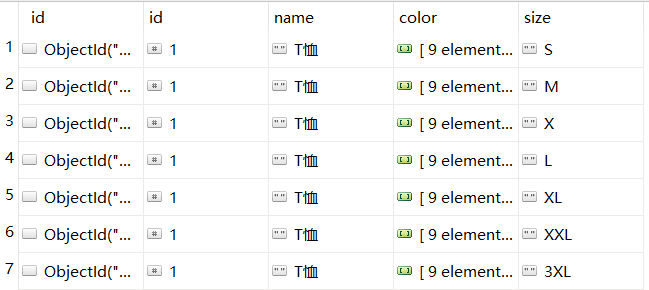 id id name color size
1 ObjectId("... # 1 "" T恤 [ 9 element... "" S
2 ObjectId("... # 1 "" T恤 [ 9 element... "" M
3 ObjectId("... # 1 "" T恤 [ 9 element... "" X
4 ObjectId("... # 1 "" T恤 [ 9 element... "" L
5 ObjectId("... # 1 "" T恤 [ 9 element... "" XL
6 ObjectId("... # 1 "" T恤 [ 9 element... "" XXL
7 ObjectId("... # 1 "" T恤 [ 9 element... "" 3XL